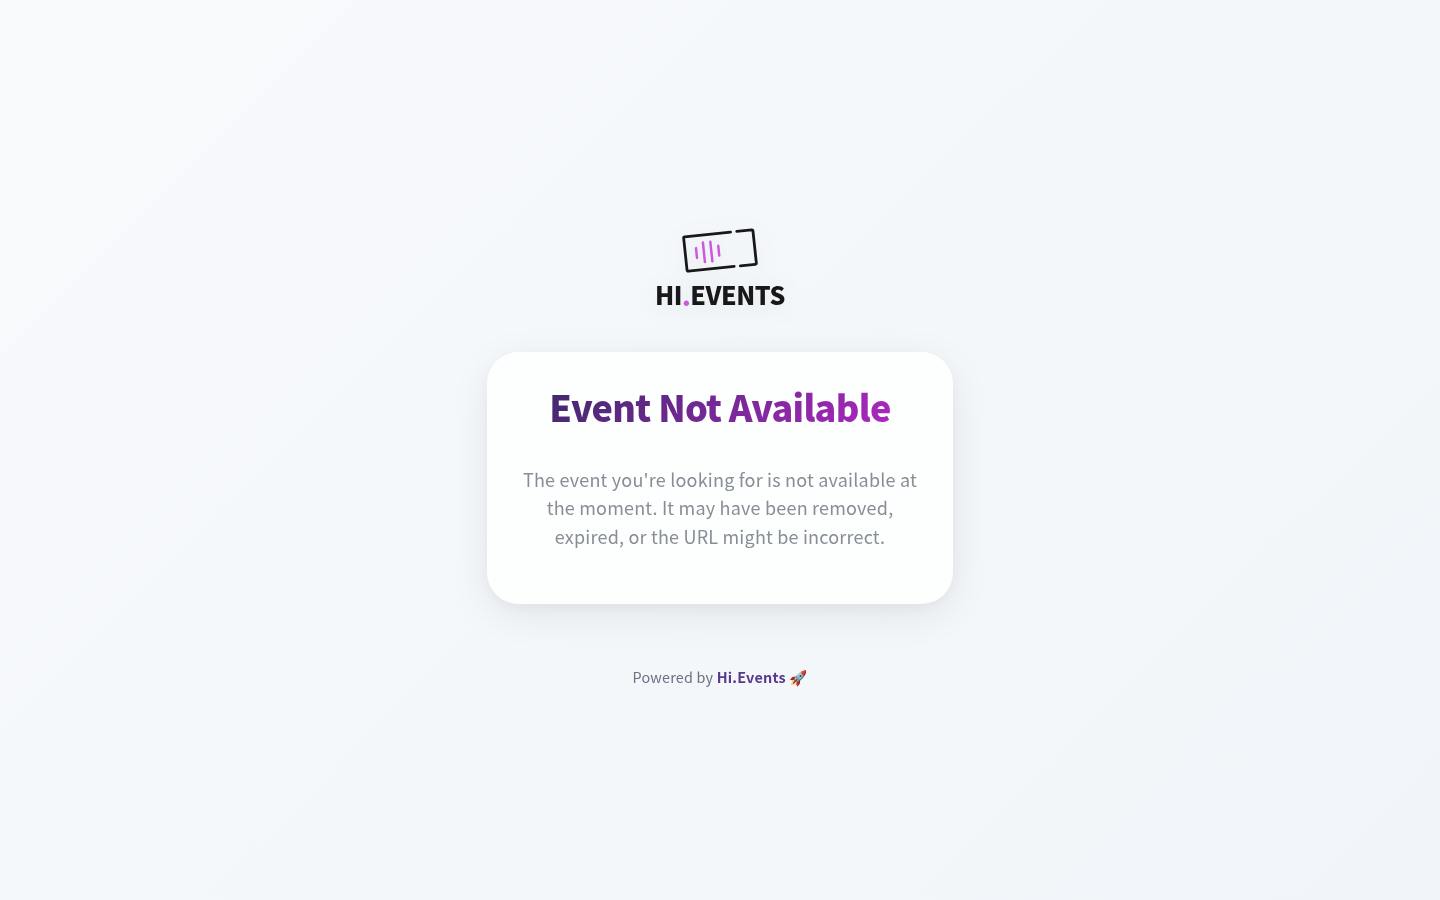 HI.EVENTS
Event Not Available
The event you're looking for is not available at
the moment. It may have been removed,
expired, or the URL might be incorrect.
Powered by Hi.Events 🚀